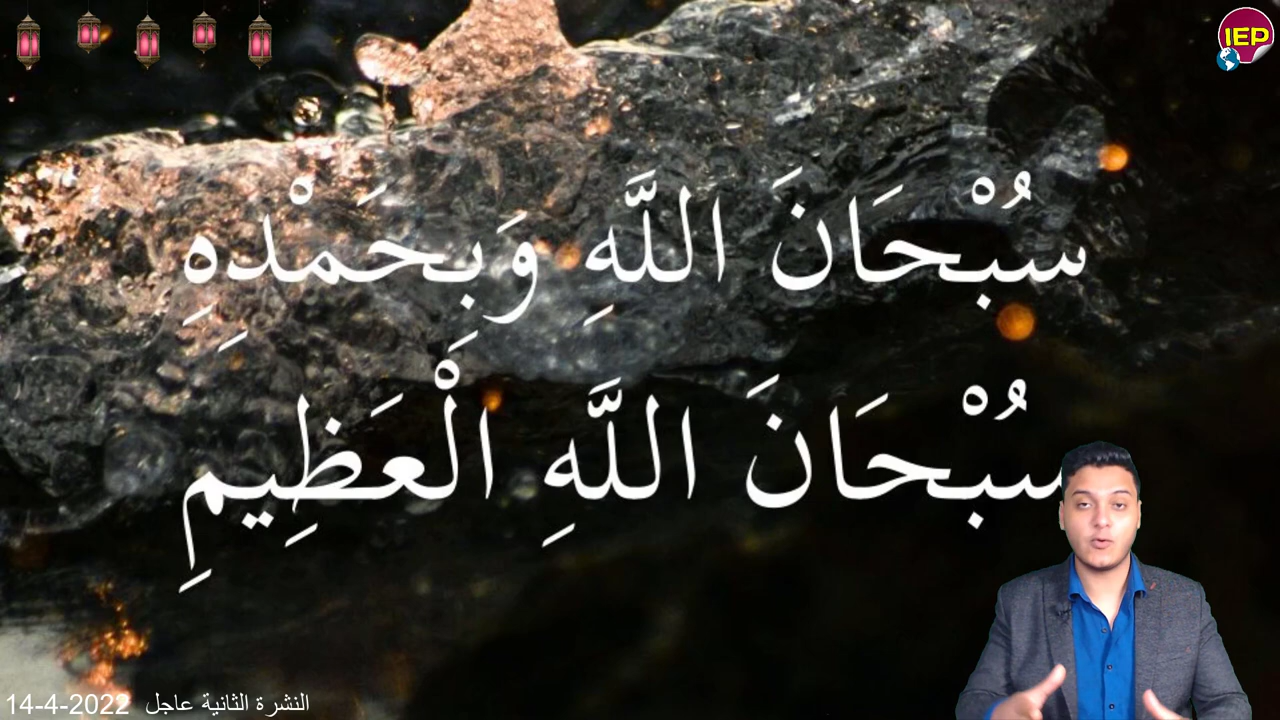 IEP
سُبْحَانَ اللَّهِ وَبِحَمْدِهِ
سُبْحَانَ اللَّهِ الْعَظِيمِ
النشرة الثانية عاجل 14-4-2022